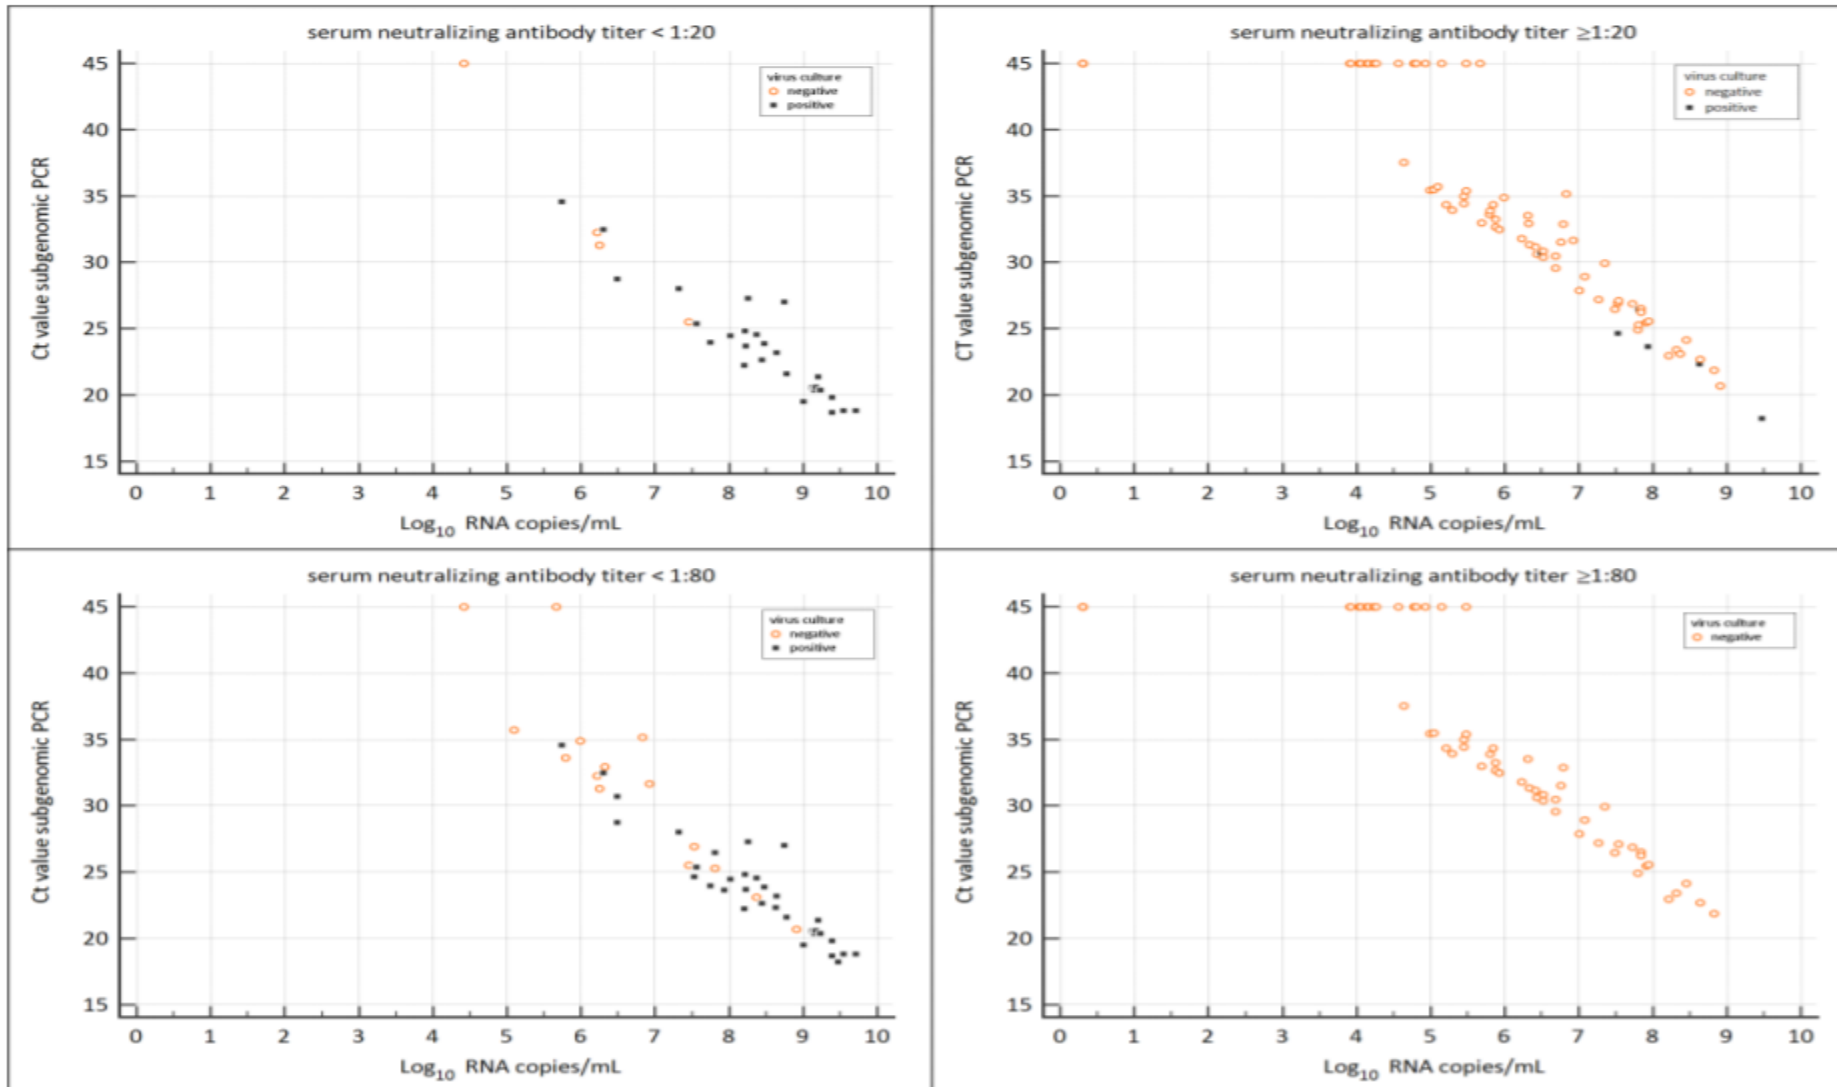 serum neutralizing antibody titer < 1:20
virus culture
negative
positive
45
40
35
30
25
20
15
Ct value subgenomic PCR
0 1 2 3 4 5 6 7 8 9 10
Log10 RNA copies/mL
serum neutralizing antibody titer ≥1:20
virus culture
negative
positive
45
40
35
30
25
20
15
CT value subgenomic PCR
0 1 2 3 4 5 6 7 8 9 10
Log10 RNA copies/mL
serum neutralizing antibody titer < 1:80
virus culture
negative
positive
45
40
35
30
25
20
15
Ct value subgenomic PCR
0 1 2 3 4 5 6 7 8 9 10
Log10 RNA copies/mL
serum neutralizing antibody titer ≥1:80
virus culture
negative
45
40
35
30
25
20
15
Ct value subgenomic PCR
0 1 2 3 4 5 6 7 8 9 10
Log10 RNA copies/mL